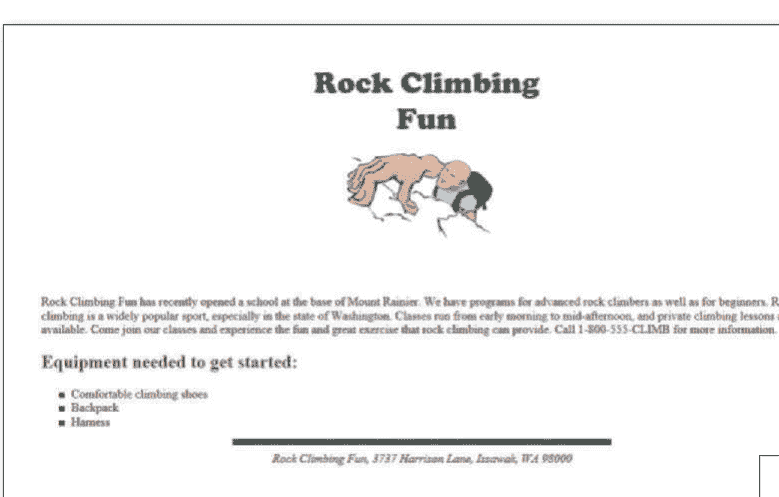 Rock Climbing
Fun
Rock Climbing Fun has recently opened a school at the base of Mount Rainier. We have programs for advanced rock climbers as well as for beginners. R
climbing is a widely popular sport, especially in the state of Washington. Classes run from early morning to mid-afternoon, and private climbing lessons
available. Come join our classes and experience the fun and great exercise that rock climbing can provide. Call 1-800-555-CLIMB for more information.
Equipment needed to get started:
Comfortable climbing shoes
Backpack
Harness
Rock Climbing Fun, 3737 Harrison Lane, Issawak, WA 98000